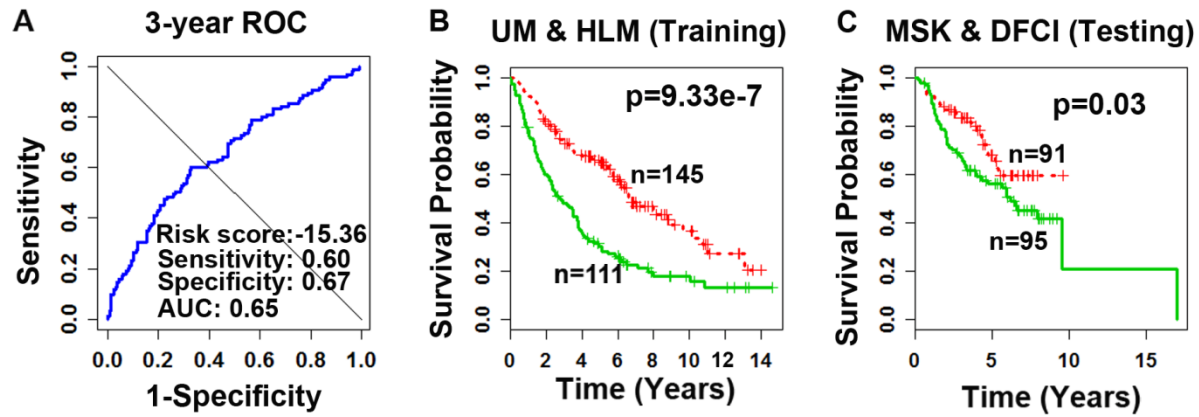 A
3-year ROC
Sensitivity
1.0
0.8
0.6
0.4
0.2
0.0
Risk score:-15.36
Sensitivity: 0.60
Specificity: 0.67
AUC: 0.65
0.0 0.2 0.4 0.6 0.8 1.0
1-Specificity
B
UM & HLM (Training)
Survival Probability
1.0
0.8
0.6
0.4
0.2
0.0
p=9.33e-7
n=145
n=111
0 2 4 6 8 10 12 14
Time (Years)
C
MSK & DFCI (Testing)
Survival Probability
1.0
0.8
0.6
0.4
0.2
0.0
p=0.03
n=91
n=95
0 5 10 15
Time (Years)